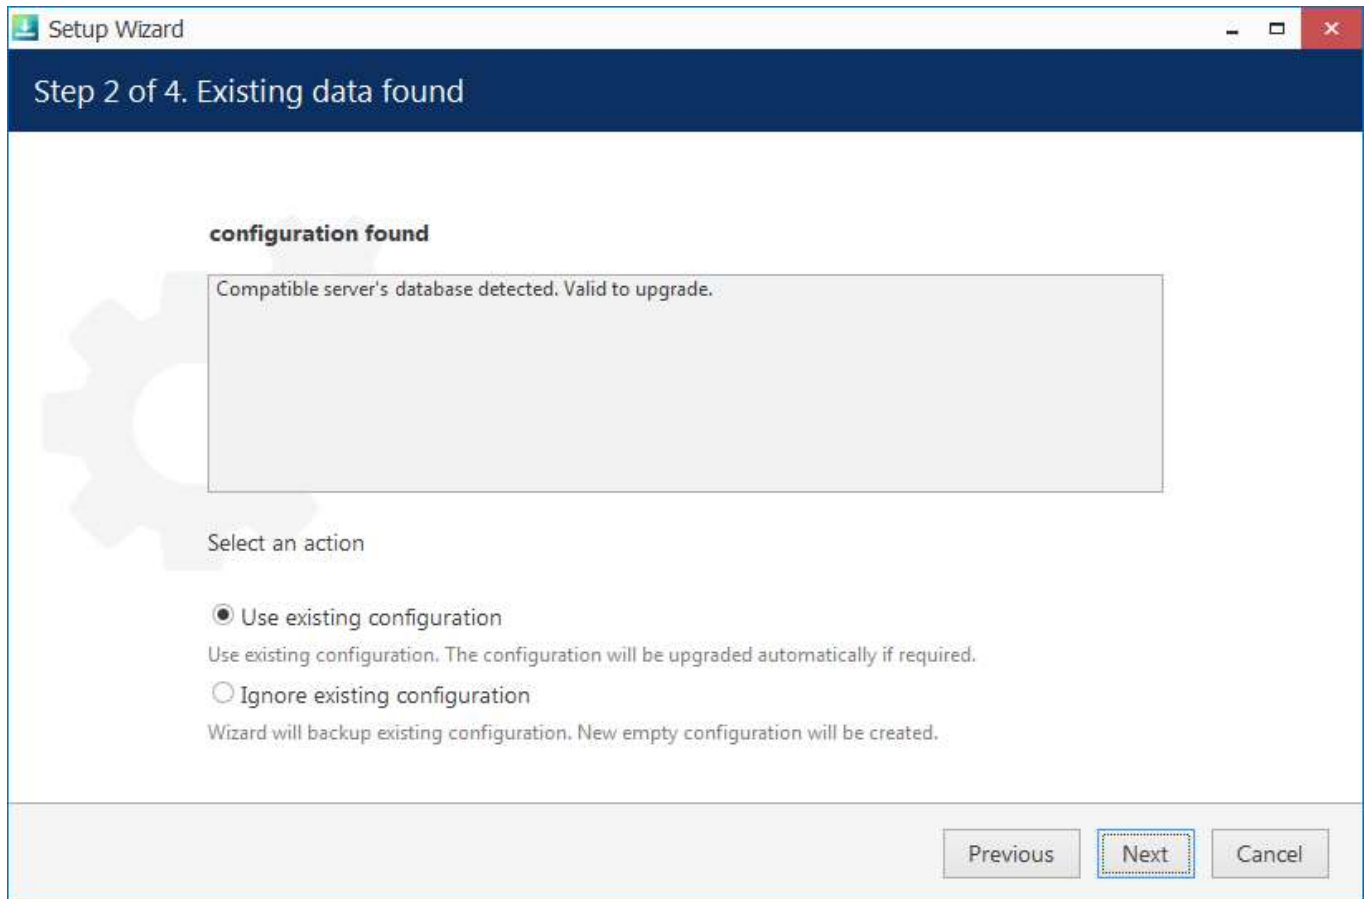 Setup Wizard
Step 2 of 4. Existing data found
configuration found
Compatible server's database detected. Valid to upgrade.
Select an action
Use existing configuration
Use existing configuration. The configuration will be upgraded automatically if required.
Ignore existing configuration
Wizard will backup existing configuration. New empty configuration will be created.
Previous Next Cancel